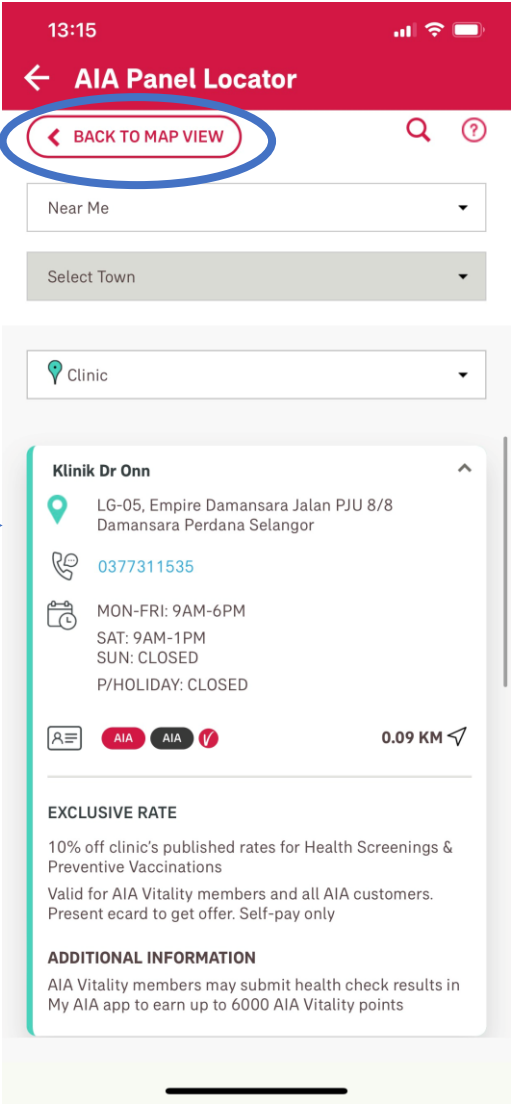 13:15
AIA Panel Locator
BACK TO MAP VIEW
?
Near Me
Select Town
Clinic
Klinik Dr Onn
LG-05, Empire Damansara Jalan PJU 8/8
Damansara Perdana Selangor
0377311535
MON-FRI: 9AM-6PM
SAT: 9AM-1PM
SUN: CLOSED
P/HOLIDAY: CLOSED
AIA AIA V 0.09 KM
EXCLUSIVE RATE
10% off clinic's published rates for Health Screenings &
Preventive Vaccinations
Valid for AIA Vitality members and all AIA customers.
Present ecard to get offer. Self-pay only
ADDITIONAL INFORMATION
AIA Vitality members may submit health check results in
My AIA app to earn up to 6000 AIA Vitality points